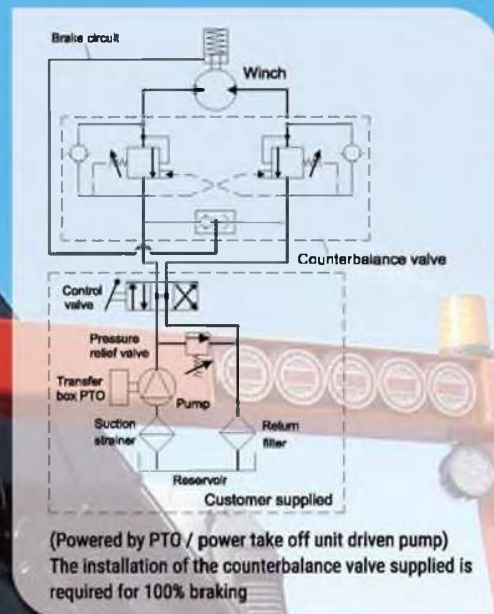 Brake circuit
Winch
Counterbalance valve
Control
valve
Pressure
relief valve
Transfer
box PTO
Pump
Suction
strainer
Return
filter
Reservoir
Customer supplied
(Powered by PTO / power take off unit driven pump)
The installation of the counterbalance valve supplied is
required for 100% braking